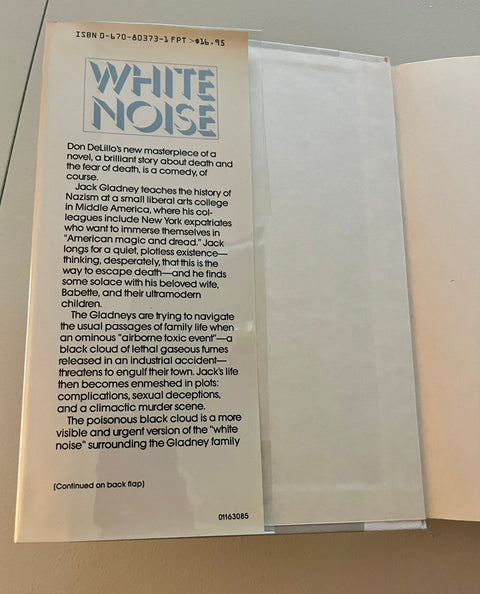 ISBN 0-670-80373-1 FPT >$16.95
WHITE
NOISE
Don DeLillo's new masterpiece of a
novel, a brilliant story about death and
the fear of death, is a comedy, of
course.
Jack Gladney teaches the history of
Nazism at a small liberal arts college
in Middle America, where his col-
leagues include New York expatriates
who want to immerse themselves in
"American magic and dread." Jack
longs for a quiet, plotless existence—
thinking, desperately, that this is the
way to escape death—and he finds
some solace with his beloved wife,
Babette, and their ultramodern
children.
The Gladneys are trying to navigate
the usual passages of family life when
an ominous "airborne toxic event"—a
black cloud of lethal gaseous fumes
released in an industrial accident—
threatens to engulf their town. Jack's life
then becomes enmeshed in plots:
complications, sexual deceptions,
and a climactic murder scene.
The poisonous black cloud is a more
visible and urgent version of the "white
noise" surrounding the Gladney family
(Continued on back flap)
01163085